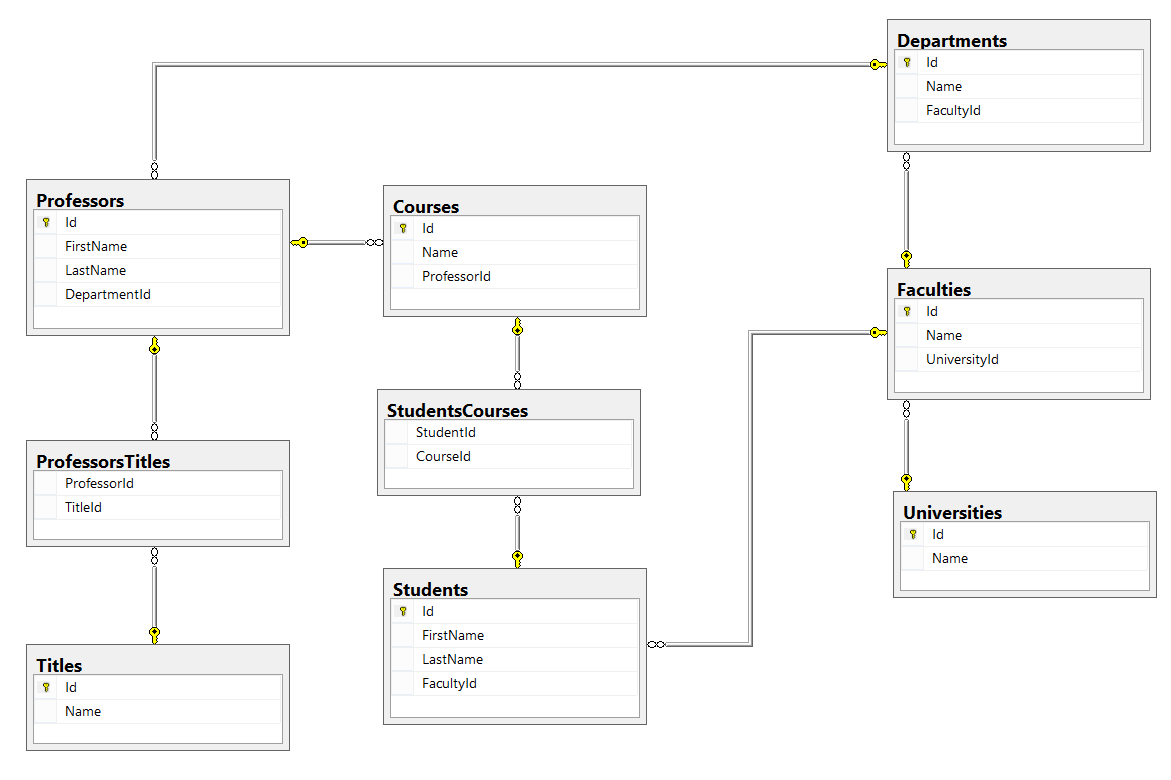 Departments
Id
Name
FacultyId
Professors
Id
FirstName
LastName
DepartmentId
Courses
Id
Name
ProfessorId
Faculties
Id
Name
UniversityId
StudentsCourses
StudentId
CourseId
ProfessorsTitles
ProfessorId
TitleId
Universities
Id
Name
Students
Id
FirstName
LastName
FacultyId
Titles
Id
Name